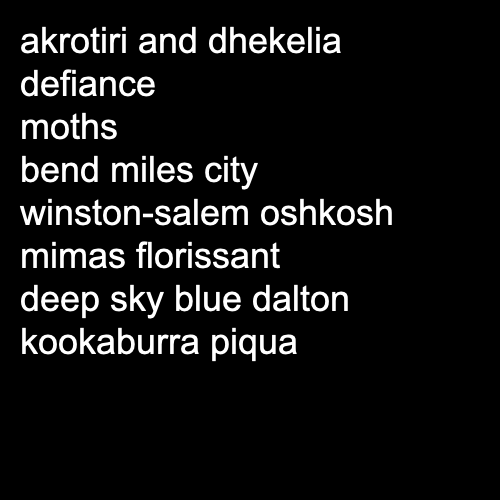 akrotiri and dhekelia
defiance
moths
bend miles city
winston-salem oshkosh
mimas florissant
deep sky blue dalton
kookaburra piqua